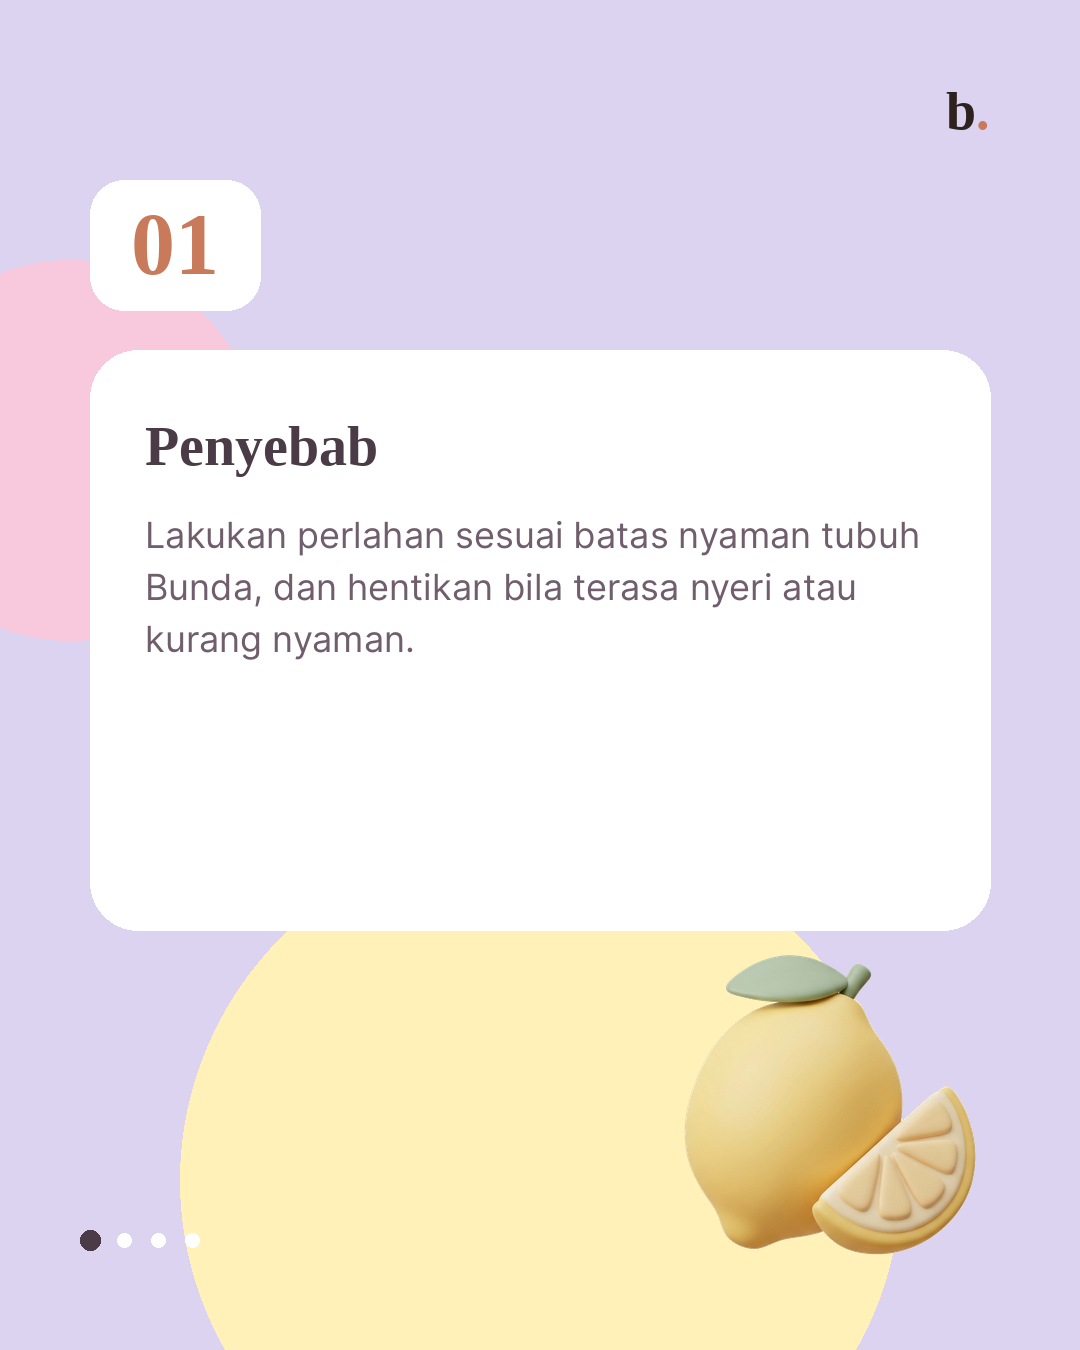 b.
01
Penyebab
Lakukan perlahan sesuai batas nyaman tubuh
Bunda, dan hentikan bila terasa nyeri atau
kurang nyaman.